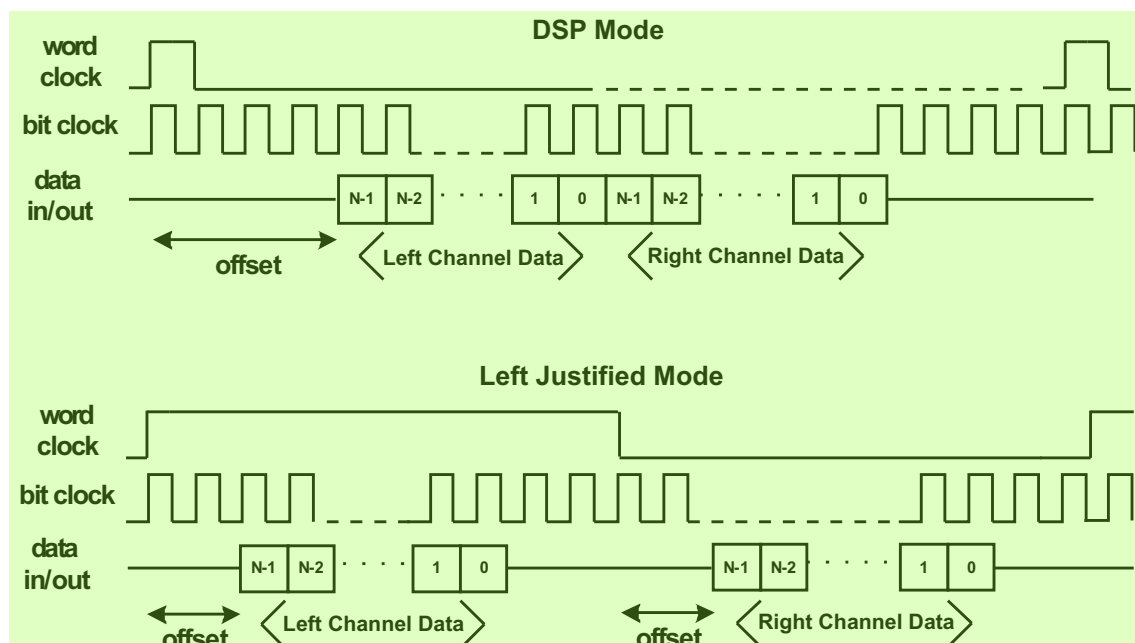 DSP Mode
word
clock
bit clock
data
in/out
N-1 N-2 · · · · · 1 0 N-1 N-2 · · · · · 1 0
offset
Left Channel Data
Right Channel Data
Left Justified Mode
word
clock
bit clock
data
in/out
N-1 N-2 · · · · · 1 0
N-1 N-2 · · · · · 1 0
offset
Left Channel Data
offset
Right Channel Data